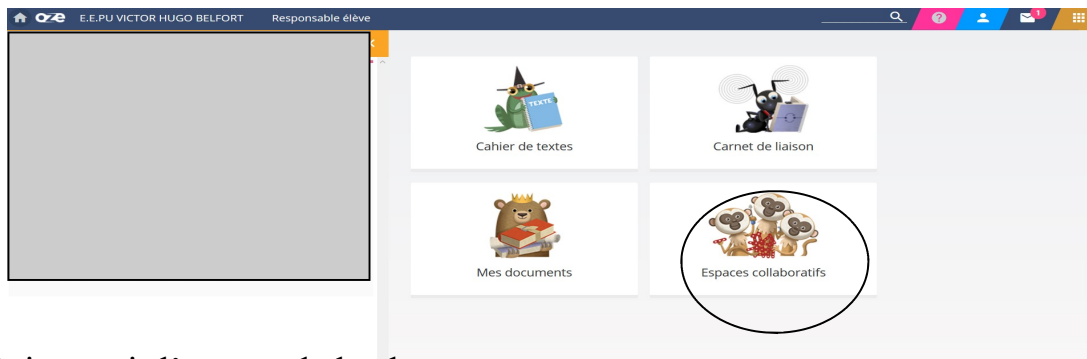 OZE E.E.PU VICTOR HUGO BELFORT Responsable élève ? 1
TEXTE
Cahier de textes Carnet de liaison
Mes documents Espaces collaboratifs